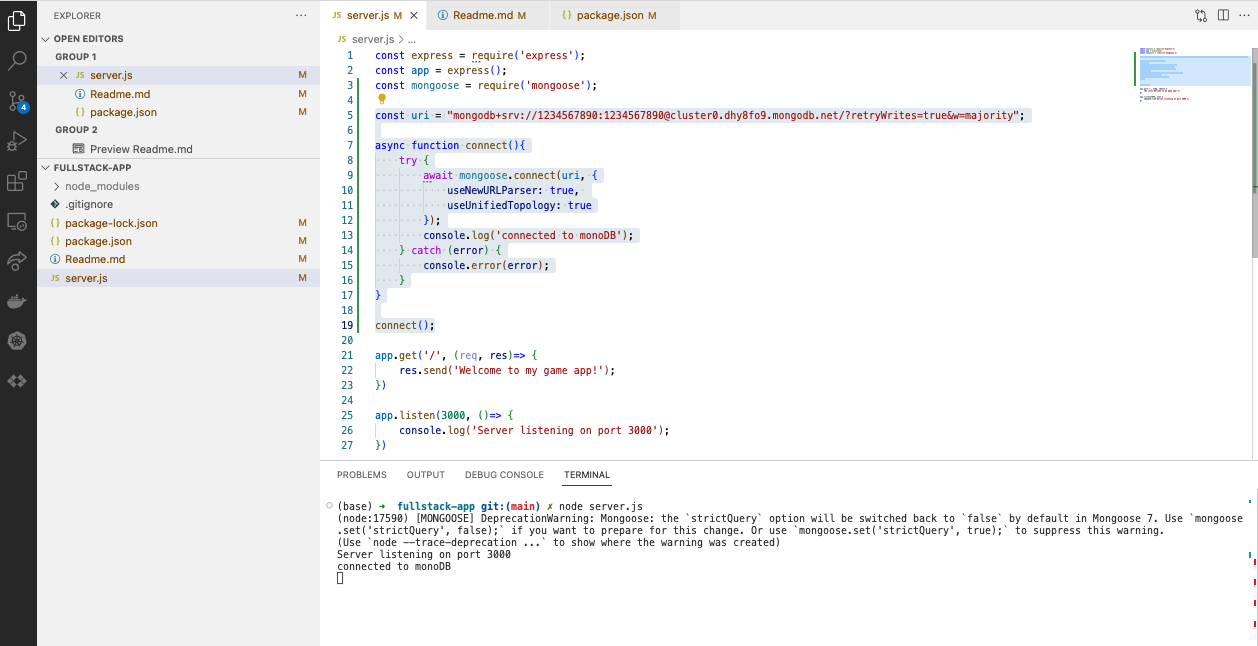 EXPLORER
OPEN EDITORS
GROUP 1
JS server.js M
Readme.md M
{} package.json M
GROUP 2
Preview Readme.md
FULLSTACK-APP
node_modules
.gitignore
{} package-lock.json M
{} package.json M
Readme.md M
JS server.js M
4
JS server.js M
Readme.md M
{} package.json M
JS server.js > ...
1 const express = require('express');
2 const app = express();
3 const mongoose = require('mongoose');
4
5 const uri = "mongodb+srv://1234567890:1234567890@cluster0.dhy8fo9.mongodb.net/?retryWrites=true&w=majority";
6
7 async function connect(){
8 try {
9 await mongoose.connect(uri, {
10 useNewURLParser: true,
11 useUnifiedTopology: true
12 });
13 console.log('connected to monoDB');
14 } catch (error) {
15 console.error(error);
16 }
17 }
18
19 connect();
20
21 app.get('/', (req, res)=> {
22 res.send('Welcome to my game app!');
23 })
24
25 app.listen(3000, ()=> {
26 console.log('Server listening on port 3000');
27 })
PROBLEMS OUTPUT DEBUG CONSOLE TERMINAL
(base) ➜ fullstack-app git:(main) ✗ node server.js
(node:17590) [MONGOOSE] DeprecationWarning: Mongoose: the `strictQuery` option will be switched back to `false` by default in Mongoose 7. Use `mongoose
.set('strictQuery', false);` if you want to prepare for this change. Or use `mongoose.set('strictQuery', true);` to suppress this warning.
(Use `node --trace-deprecation ...` to show where the warning was created)
Server listening on port 3000
connected to monoDB